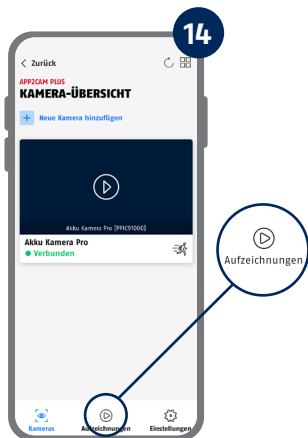 14
Zurück
APP2CAM PLUS
KAMERA-ÜBERSICHT
+ Neue Kamera hinzufügen
Akku Kamera Pro [PPIC91000]
Akku Kamera Pro
Verbunden
Aufzeichnungen
Kameras
Aufzeichnungen
Einstellungen